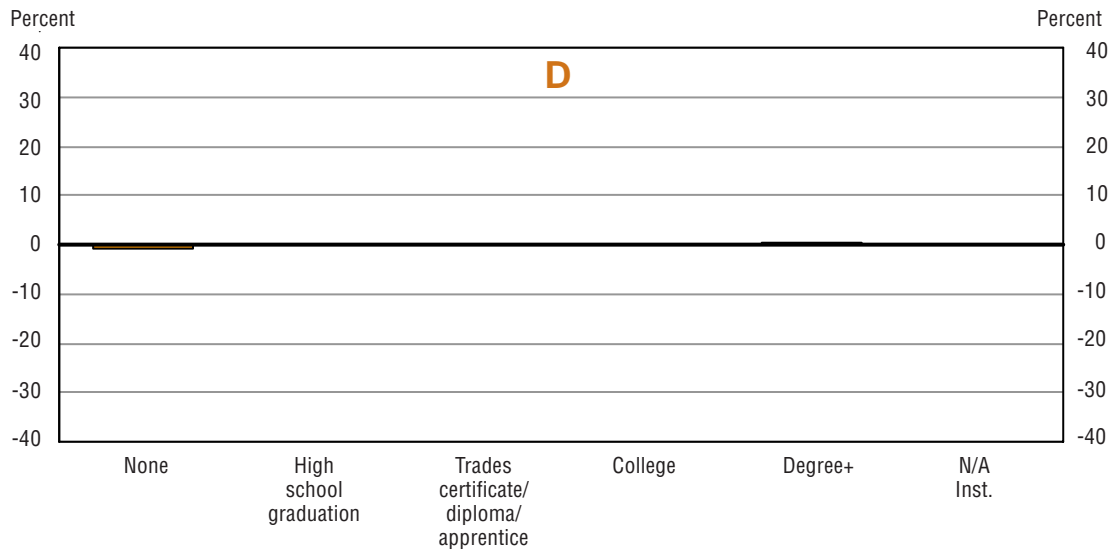 Percent Percent
40 D 40
30 30
20 20
10 10
0 0
-10 -10
-20 -20
-30 -30
-40 -40
None High Trades College Degree+ N/A
school certificate/ Inst.
graduation diploma/
apprentice